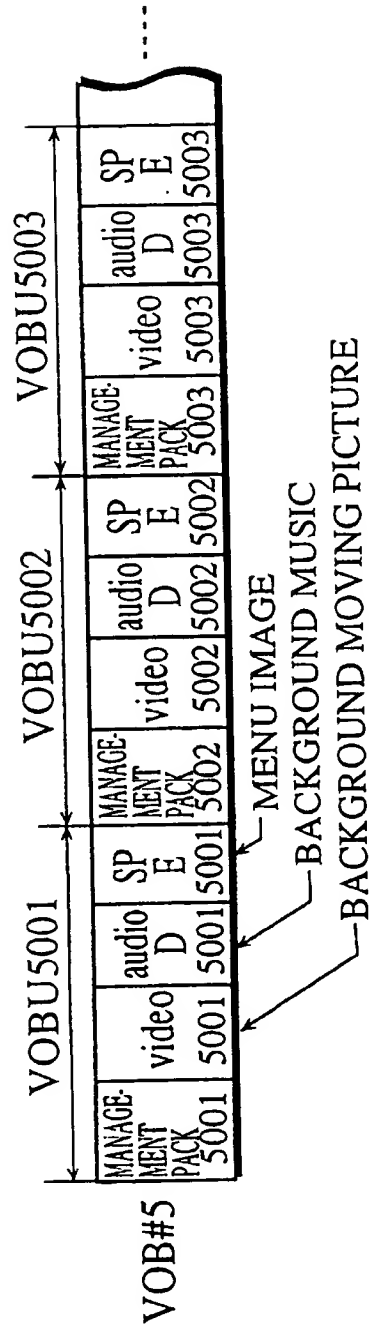 VOBU5001
VOBU5002
VOBU5003
VOB#5
MANAGE-
MENT
PACK
5001
video
5001
audio
D
5001
SP
E
5001
MANAGE-
MENT
PACK
5002
video
5002
audio
D
5002
SP
E
5002
MANAGE-
MENT
PACK
5003
video
5003
audio
D
5003
SP
E
5003
MENU IMAGE
BACKGROUND MUSIC
BACKGROUND MOVING PICTURE